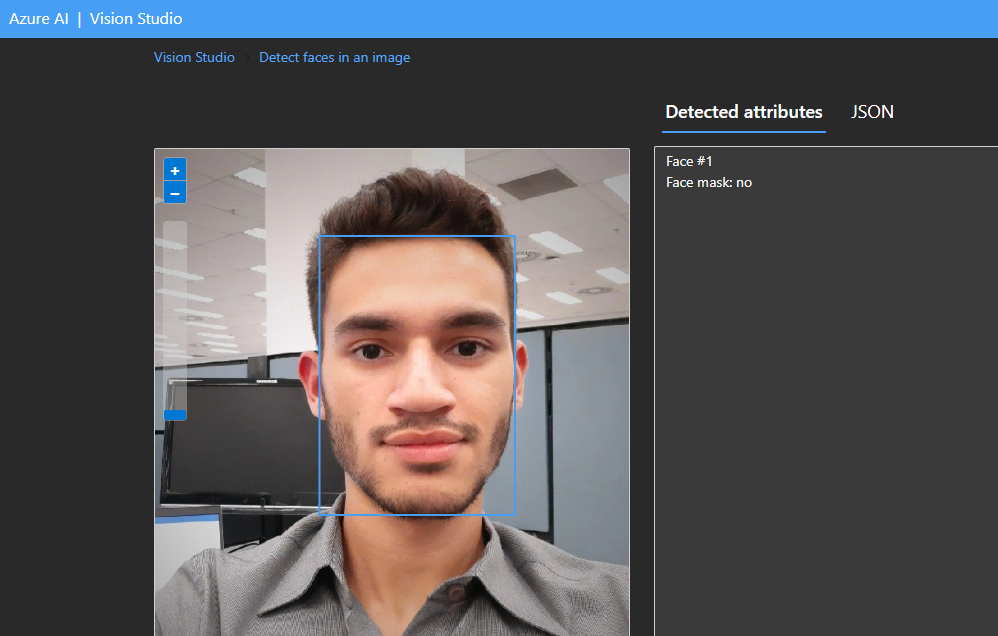 Azure AI | Vision Studio
Vision Studio > Detect faces in an image
Detected attributes JSON
+
Face #1
−
Face mask: no